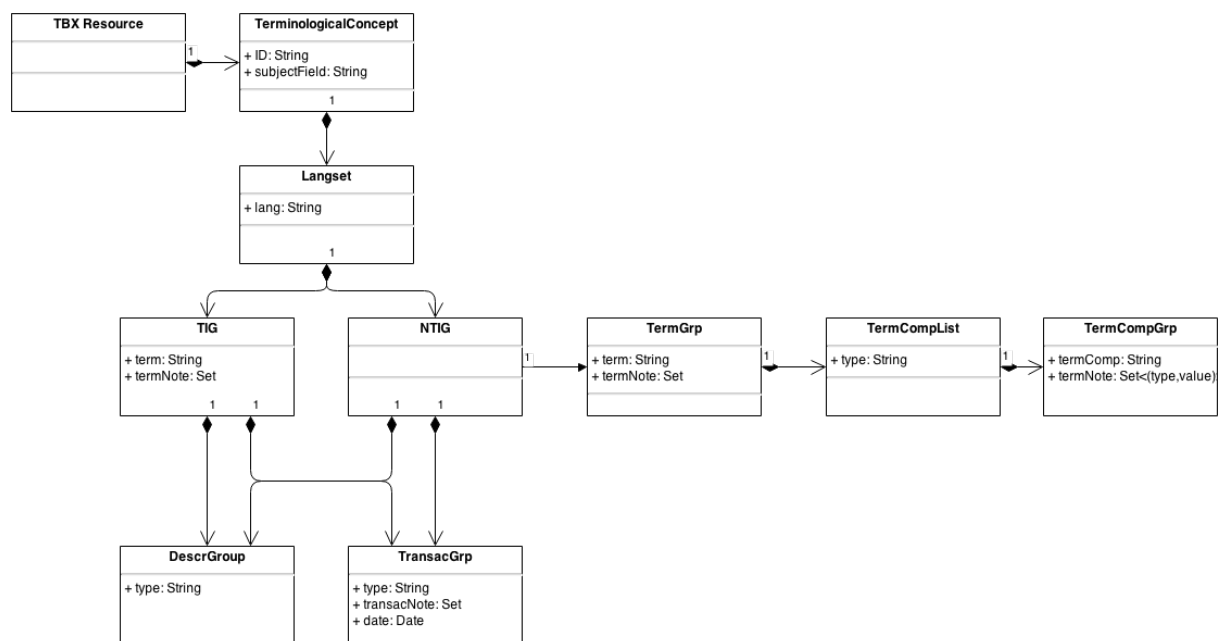 TBX Resource
1
TerminologicalConcept
+ ID: String
+ subjectField: String
1
Langset
+ lang: String
1
TIG
+ term: String
+ termNote: Set
1
1
NTIG
1
1
1
TermGrp
+ term: String
+ termNote: Set
1
TermCompList
+ type: String
1
TermCompGrp
+ termComp: String
+ termNote: Set<(type,value)
DescrGroup
+ type: String
TransacGrp
+ type: String
+ transacNote: Set
+ date: Date